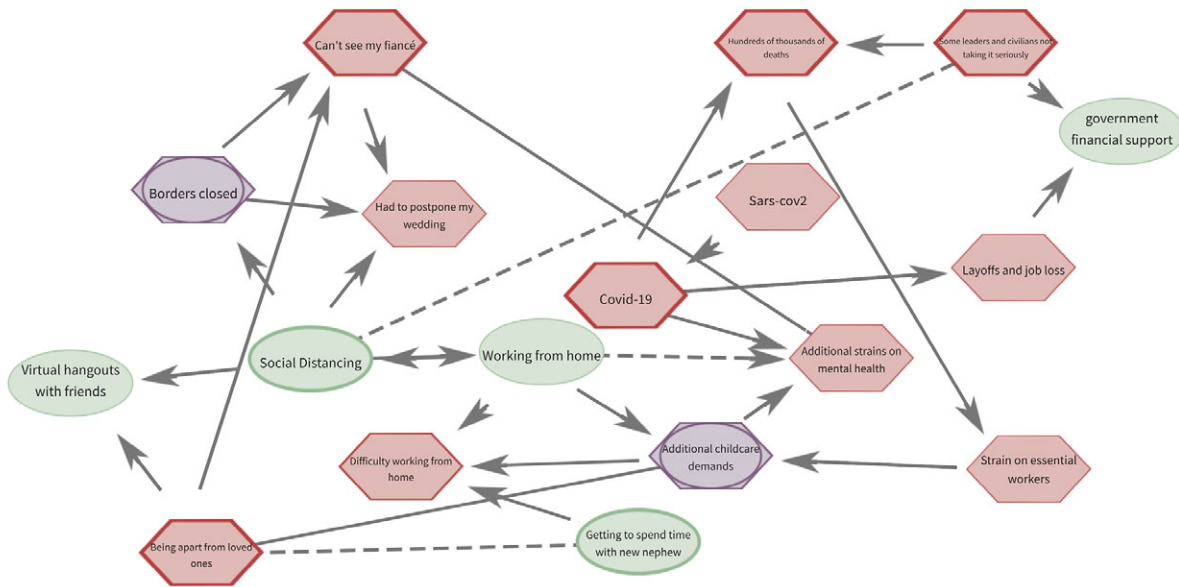 Can't see my fiancé
Hundreds of thousands of
deaths
Some leaders and civilians not
taking it seriously
government
financial support
Borders closed
Had to postpone my
wedding
Sars-cov2
Layoffs and job loss
Covid-19
Social Distancing
Working from home
Additional strains on
mental health
Virtual hangouts
with friends
Difficulty working from
home
Additional childcare
demands
Strain on essential
workers
Being apart from loved
ones
Getting to spend time
with new nephew